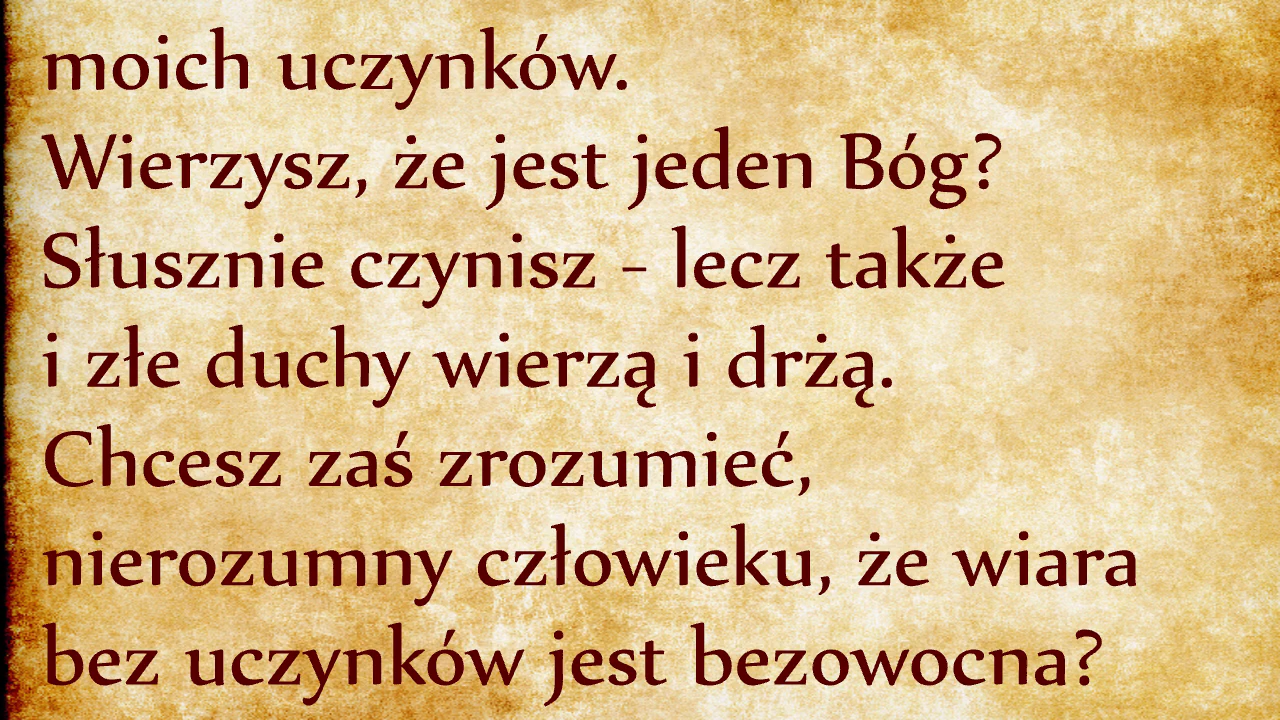 moich uczynków.
Wierzysz, że jest jeden Bóg?
Słusznie czynisz - lecz także
i złe duchy wierzą i drżą.
Chcesz zaś zrozumieć,
nierozumny człowieku, że wiara
bez uczynków jest bezowocna?